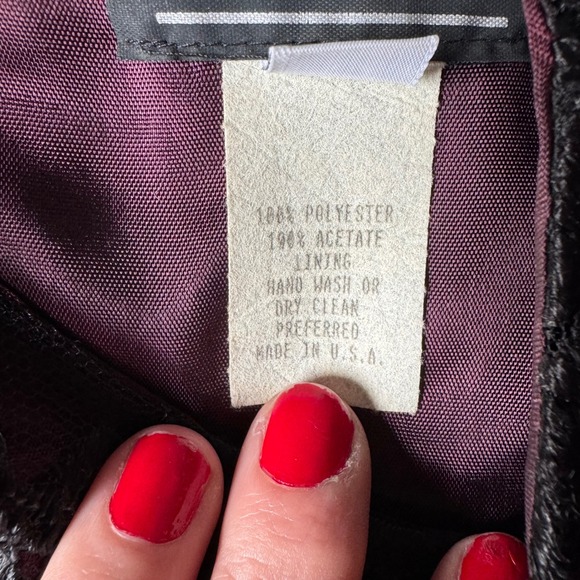 100% POLYESTER
100% ACETATE
LINING
HAND WASH OR
DRY CLEAN
PREFERRED
MADE IN U.S.A.